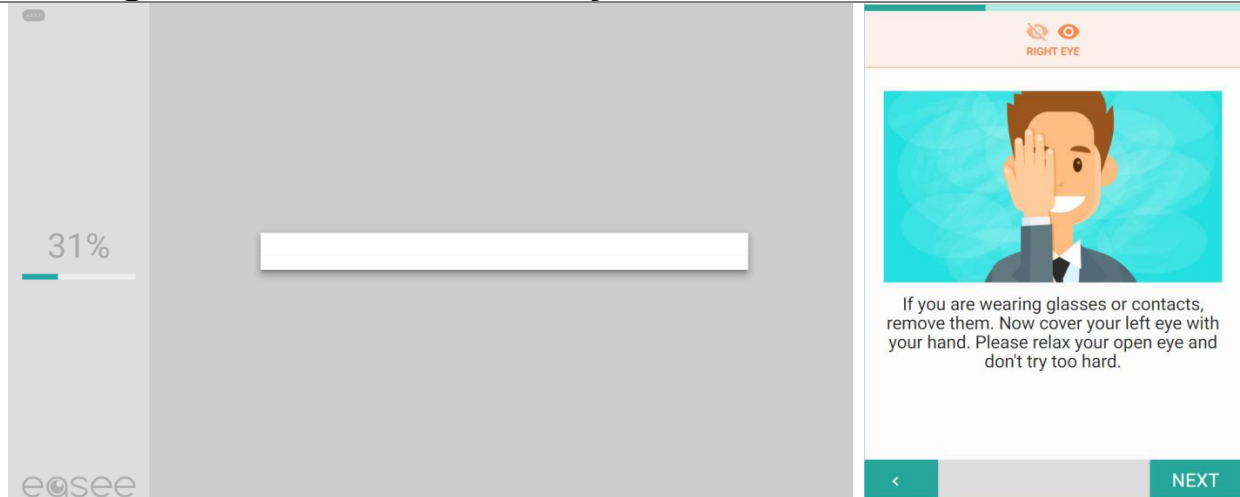 31%
easee
RIGHT EYE
If you are wearing glasses or contacts,
remove them. Now cover your left eye with
your hand. Please relax your open eye and
don't try too hard.
<
NEXT